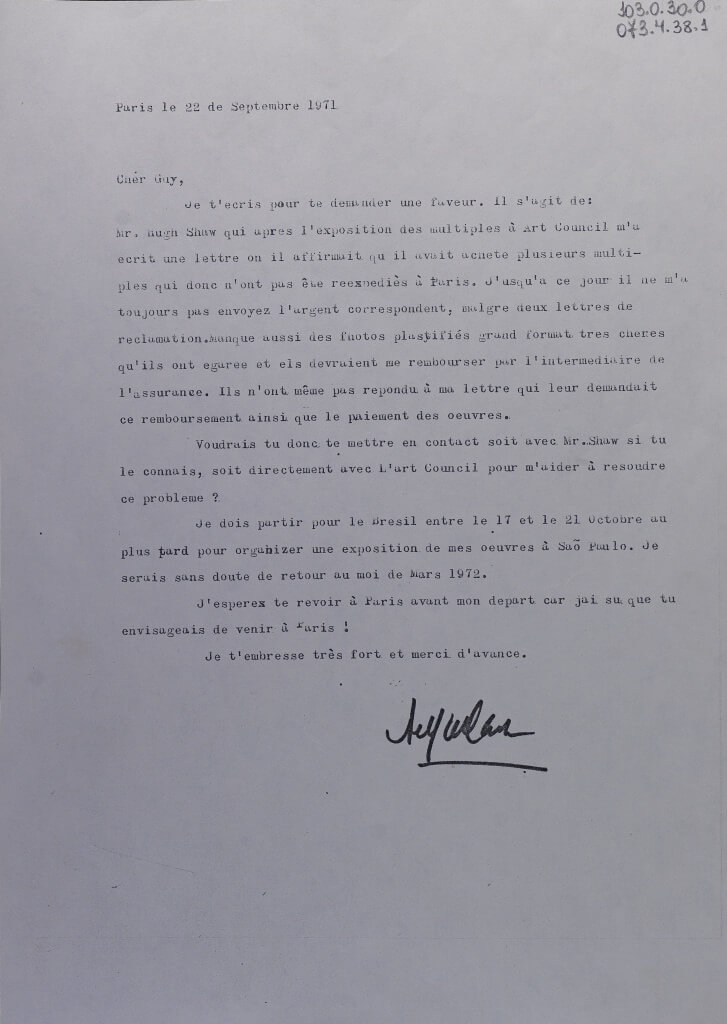 103.0.30.0
073.4.38.1
Paris le 22 de Septembre 1971
Cher Guy,
Je t'ecris pour te demander une faveur. Il s'agit de:
Mr. Hugh Shaw qui apres l'exposition des multiples à Art Council m'a
ecrit une lettre on il affirmait qu il avait achete plusieurs multi-
ples qui donc n'ont pas été reexpediès à Paris. J'usqu'a ce jour il ne m'a
toujours pas envoyez l'argent correspondent, malgre deux lettres de
reclamation.Manque aussi des fhotos plastifiés grand format tres cheres
qu'ils ont egaree et els devraient me rembourser par l'intermediaire de
l'assurance. Ils n'ont même pas repondu à ma lettre qui leur demandait
ce remboursement ainsi que le paiement des oeuvres.
Voudrais tu donc te mettre en contact soit avec Mr.Shaw si tu
le connais, soit directement avec L'art Council pour m'aider à resoudre
ce probleme ?
Je dois partir pour le Bresil entre le 17 et le 21 Octobre au
plus tard pour organizer une exposition de mes oeuvres à Saõ Paulo. Je
serais sans doute de retour au moi de Mars 1972.
J'esperex te revoir à Paris avant mon depart car jai su que tu
envisageais de venir à Paris !
Je t'embresse très fort et merci d'avance.